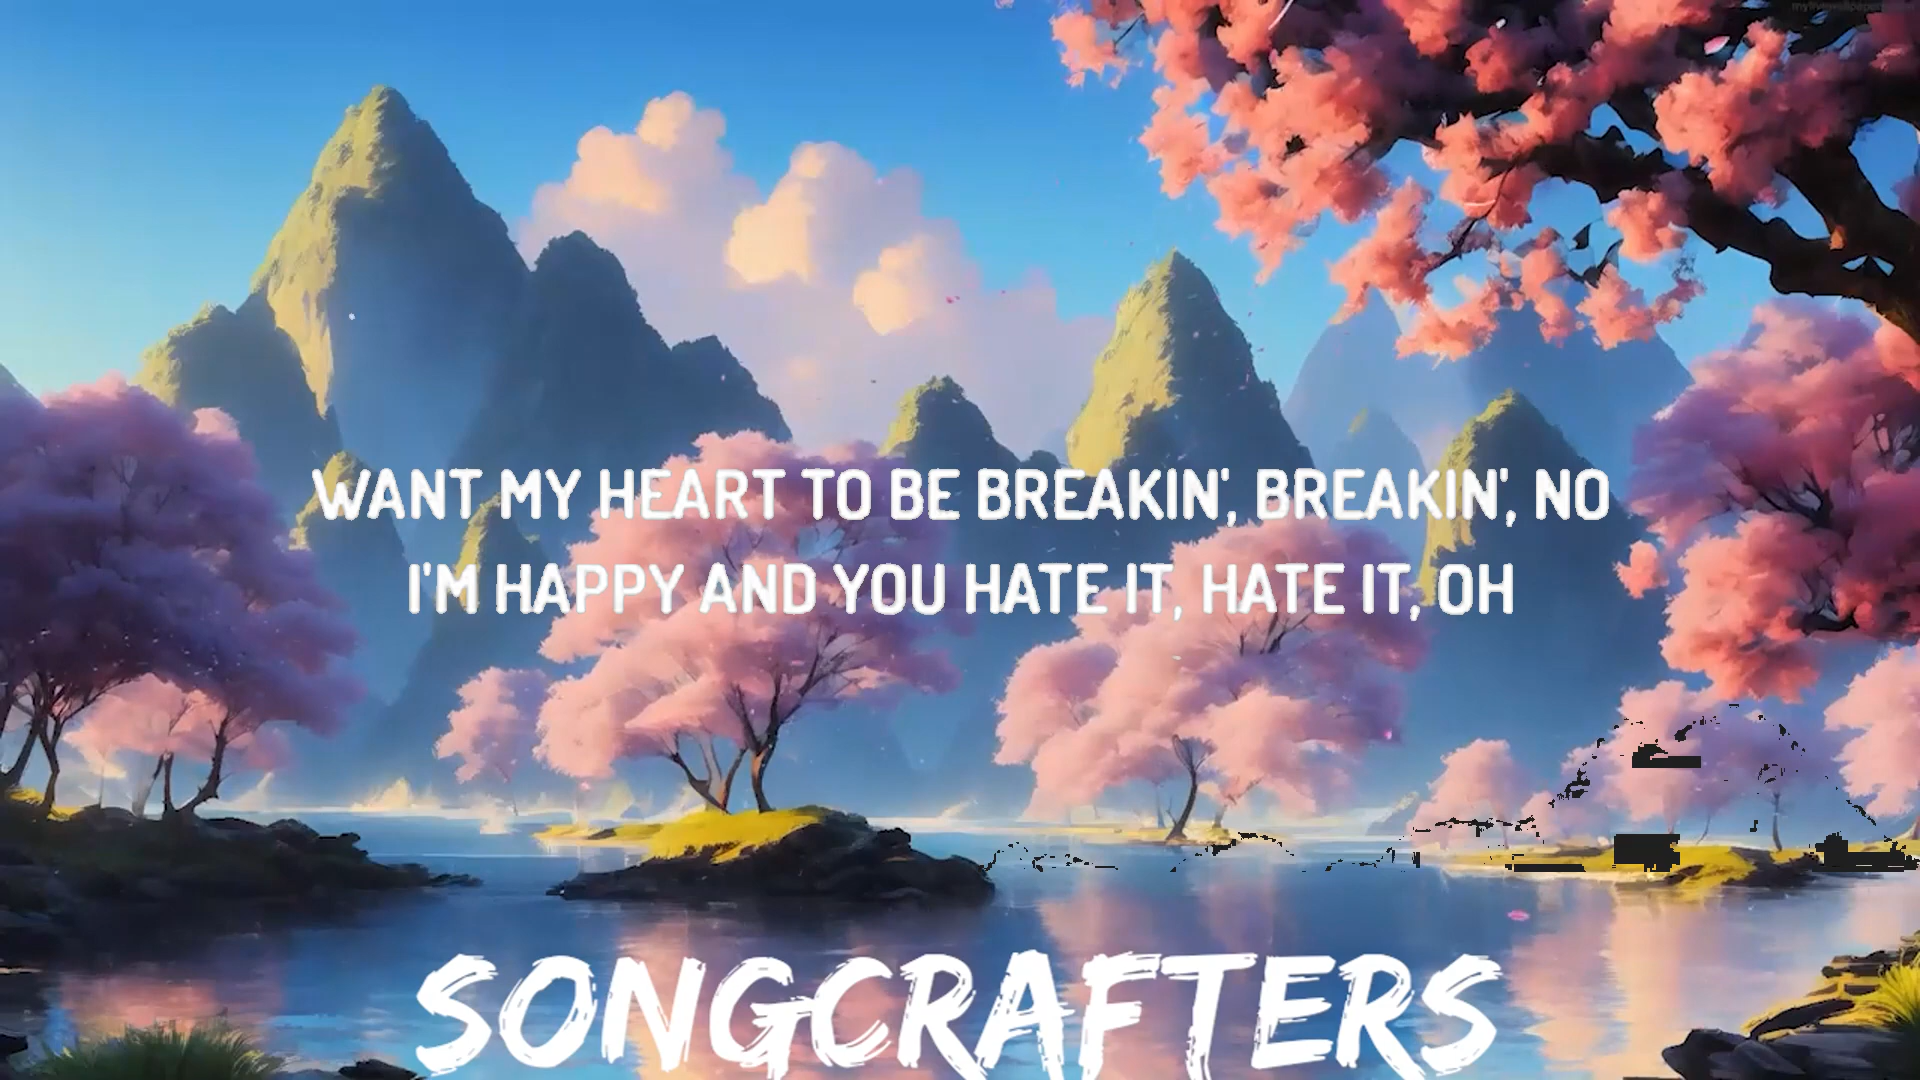 WANT MY HEART TO BE BREAKIN', BREAKIN', NO
I'M HAPPY AND YOU HATE IT, HATE IT, OH
SONGCRAFTERS